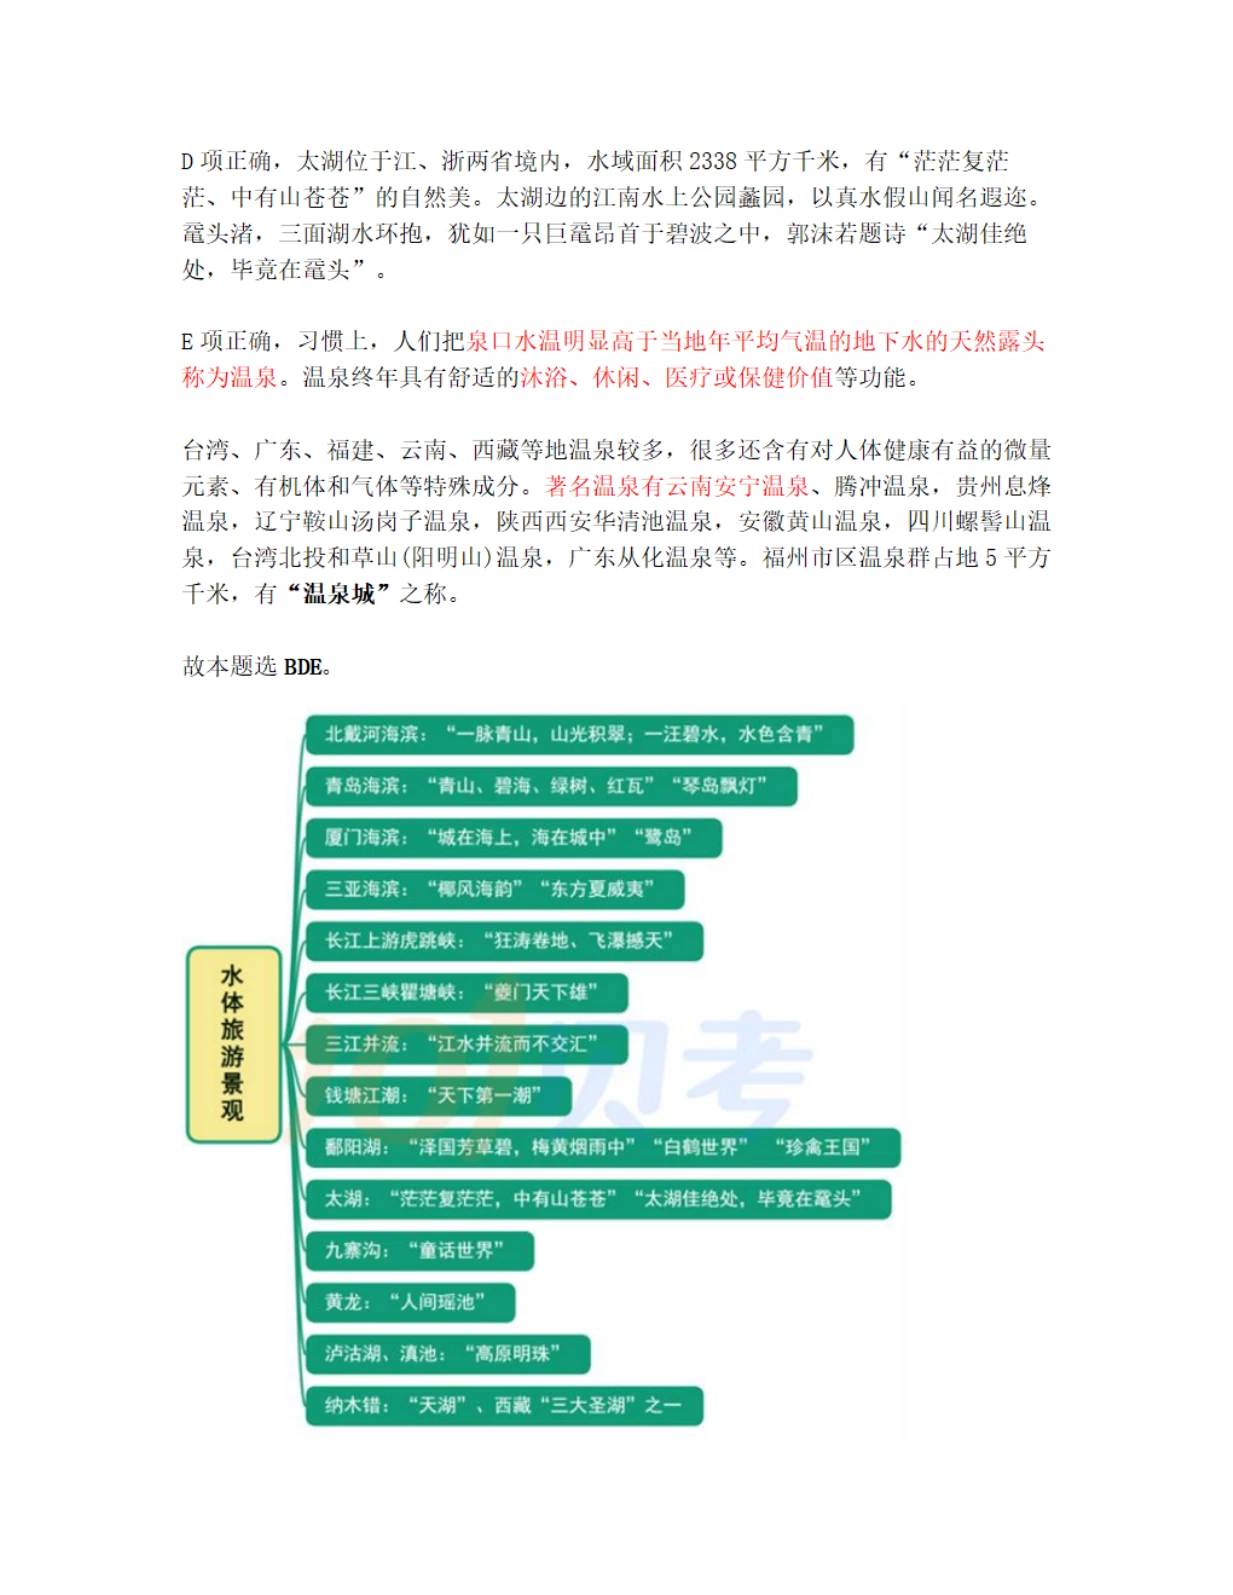 D 项正确，太湖位于江、浙两省境内，水域面积 2338 平方千米，有“茫茫复茫
茫、中有山苍苍”的自然美。太湖边的江南水上公园蠡园，以真水假山闻名遐迩。
鼋头渚，三面湖水环抱，犹如一只巨鼋昂首于碧波之中，郭沫若题诗“太湖佳绝
处，毕竟在鼋头”。
E 项正确，习惯上，人们把泉口水温明显高于当地年平均气温的地下水的天然露头
称为温泉。温泉终年具有舒适的沐浴、休闲、医疗或保健价值等功能。
台湾、广东、福建、云南、西藏等地温泉较多，很多还含有对人体健康有益的微量
元素、有机体和气体等特殊成分。著名温泉有云南安宁温泉、腾冲温泉，贵州息烽
温泉，辽宁鞍山汤岗子温泉，陕西西安华清池温泉，安徽黄山温泉，四川螺髻山温
泉，台湾北投和草山(阳明山)温泉，广东从化温泉等。福州市区温泉群占地 5 平方
千米，有“温泉城”之称。
故本题选 BDE。
水体旅游景观
北戴河海滨：“一脉青山，山光积翠；一汪碧水，水色含青”
青岛海滨：“青山、碧海、绿树、红瓦”“琴岛飘灯”
厦门海滨：“城在海上，海在城中”“鹭岛”
三亚海滨：“椰风海韵”“东方夏威夷”
长江上游虎跳峡：“狂涛卷地、飞瀑撼天”
长江三峡瞿塘峡：“夔门天下雄”
三江并流：“江水并流而不交汇”
钱塘江潮：“天下第一潮”
鄱阳湖：“泽国芳草碧，梅黄烟雨中”“白鹤世界” “珍禽王国”
太湖：“茫茫复茫茫，中有山苍苍”“太湖佳绝处，毕竟在鼋头”
九寨沟：“童话世界”
黄龙：“人间瑶池”
泸沽湖、滇池：“高原明珠”
纳木错：“天湖”、西藏“三大圣湖”之一